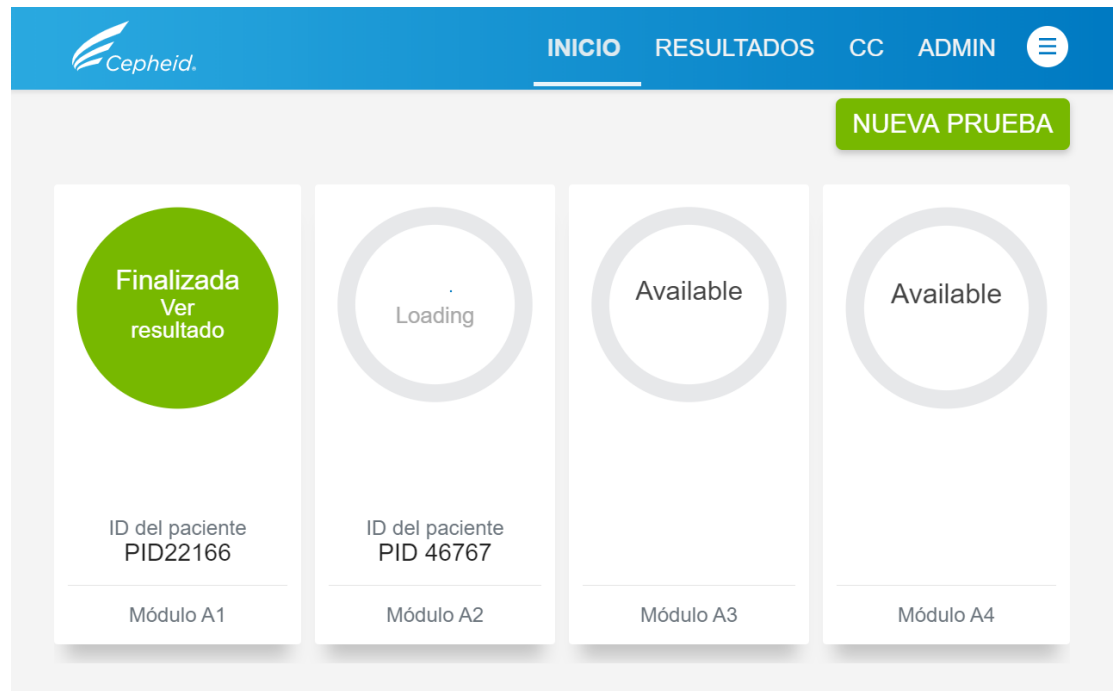 Cepheid.
INICIO RESULTADOS CC ADMIN
NUEVA PRUEBA
Finalizada
Ver
resultado
ID del paciente
PID22166
Módulo A1
Loading
ID del paciente
PID 46767
Módulo A2
Available
Módulo A3
Available
Módulo A4